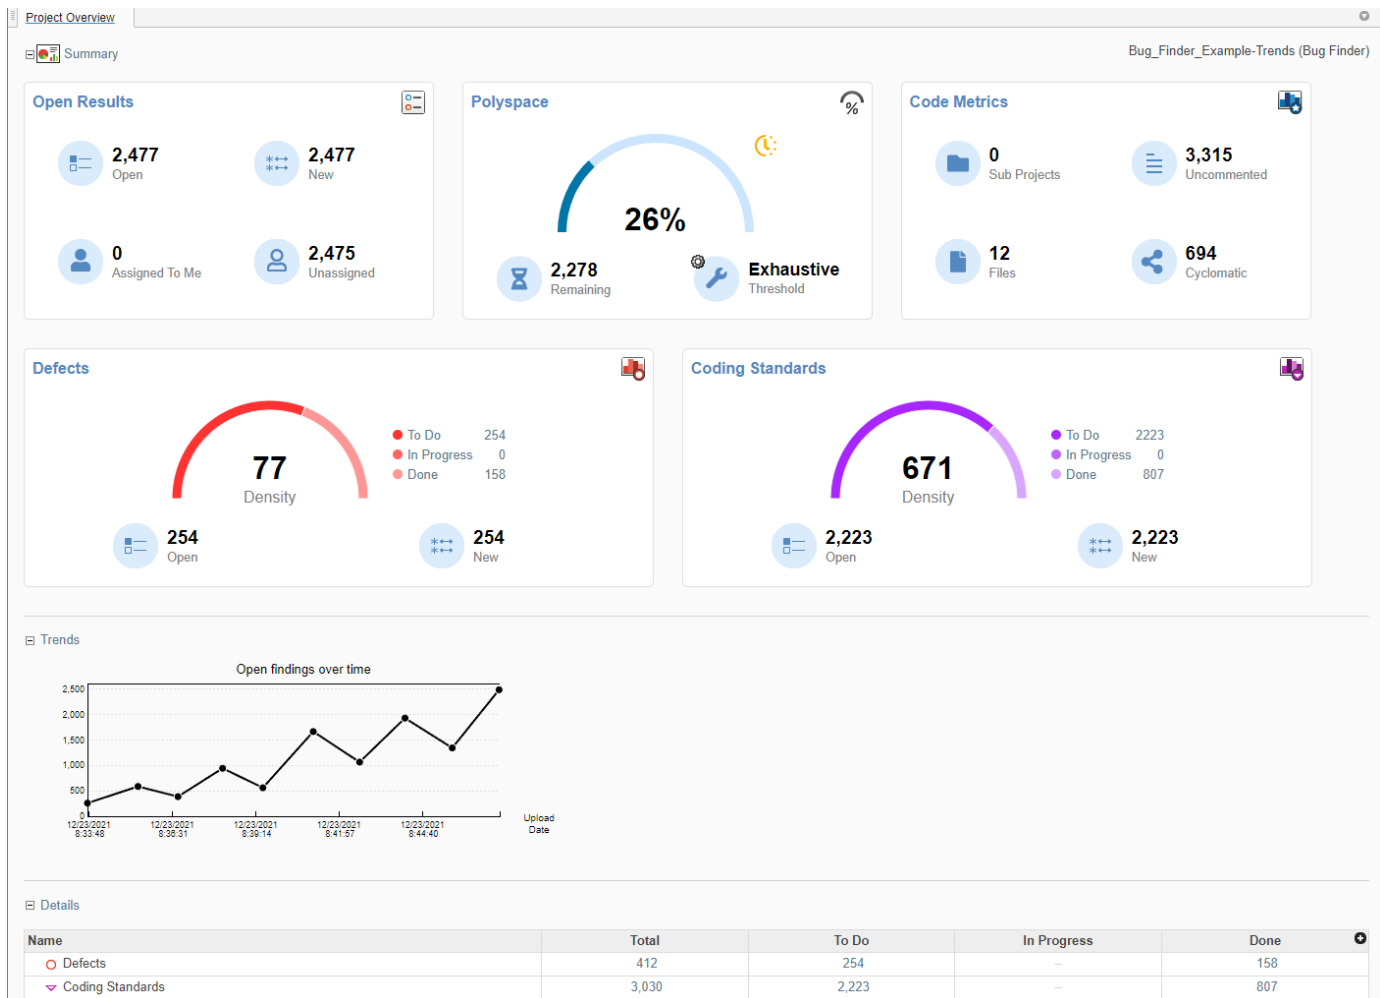 Project Overview
Summary
Bug_Finder_Example-Trends (Bug Finder)
Open Results
2,477
Open
2,477
New
0
Assigned To Me
2,475
Unassigned
Polyspace
%
26%
2,278
Remaining
Exhaustive
Threshold
Code Metrics
0
Sub Projects
3,315
Uncommented
12
Files
694
Cyclomatic
Defects
77
Density
To Do 254
In Progress 0
Done 158
254
Open
254
New
Coding Standards
671
Density
To Do 2223
In Progress 0
Done 807
2,223
Open
2,223
New
Trends
Open findings over time
2,500
2,000
1,500
1,000
500
0
12/23/2021 12/23/2021 12/23/2021 12/23/2021 12/23/2021
8:33:48 8:36:31 8:39:14 8:41:57 8:44:40
Upload
Date
Details
Name Total To Do In Progress Done
Defects 412 254 – 158
Coding Standards 3,030 2,223 – 807